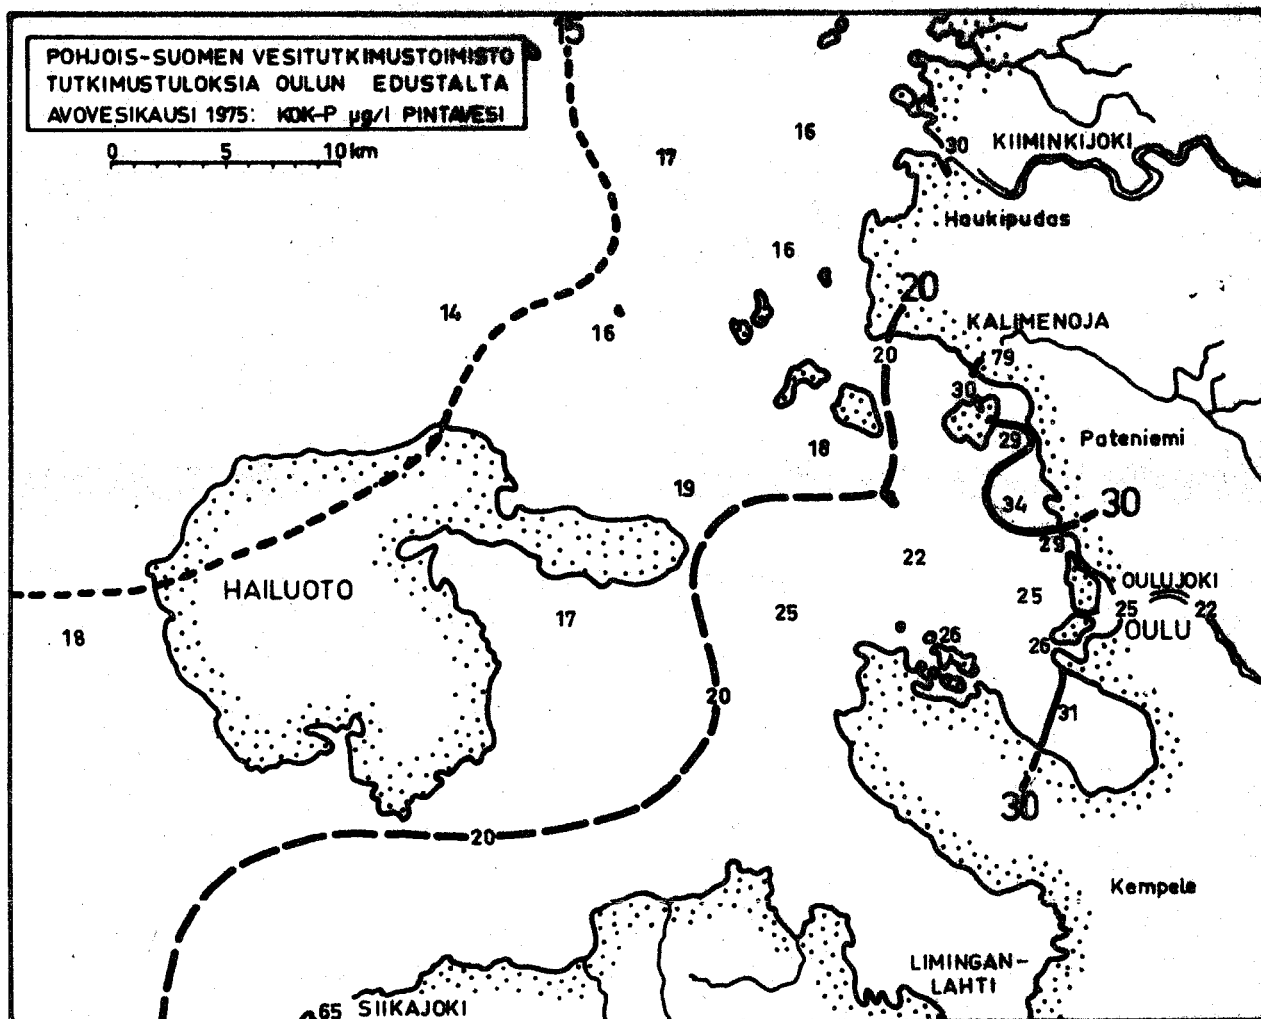 POHJOIS-SUOMEN VESITUTKIMUSTOIMISTO
TUTKIMUSTULOKSIA OULUN EDUSTALTA
AVOVESIKAUSI 1975: KOK-P µg/l PINTAVESI
0 5 10 km
15
16
17
30
KIIMINKIJOKI
Haukipudas
16
20
14
16
KALIMENOJA
20
79
30
29
Pateniemi
18
19
34
30
29
22
HAILUOTO
OULUJOKI
25
25
22
17
25
18
26
26
OULU
20
31
30
20
Kempele
LIMINGAN-
LAHTI
65 SIIKAJOKI